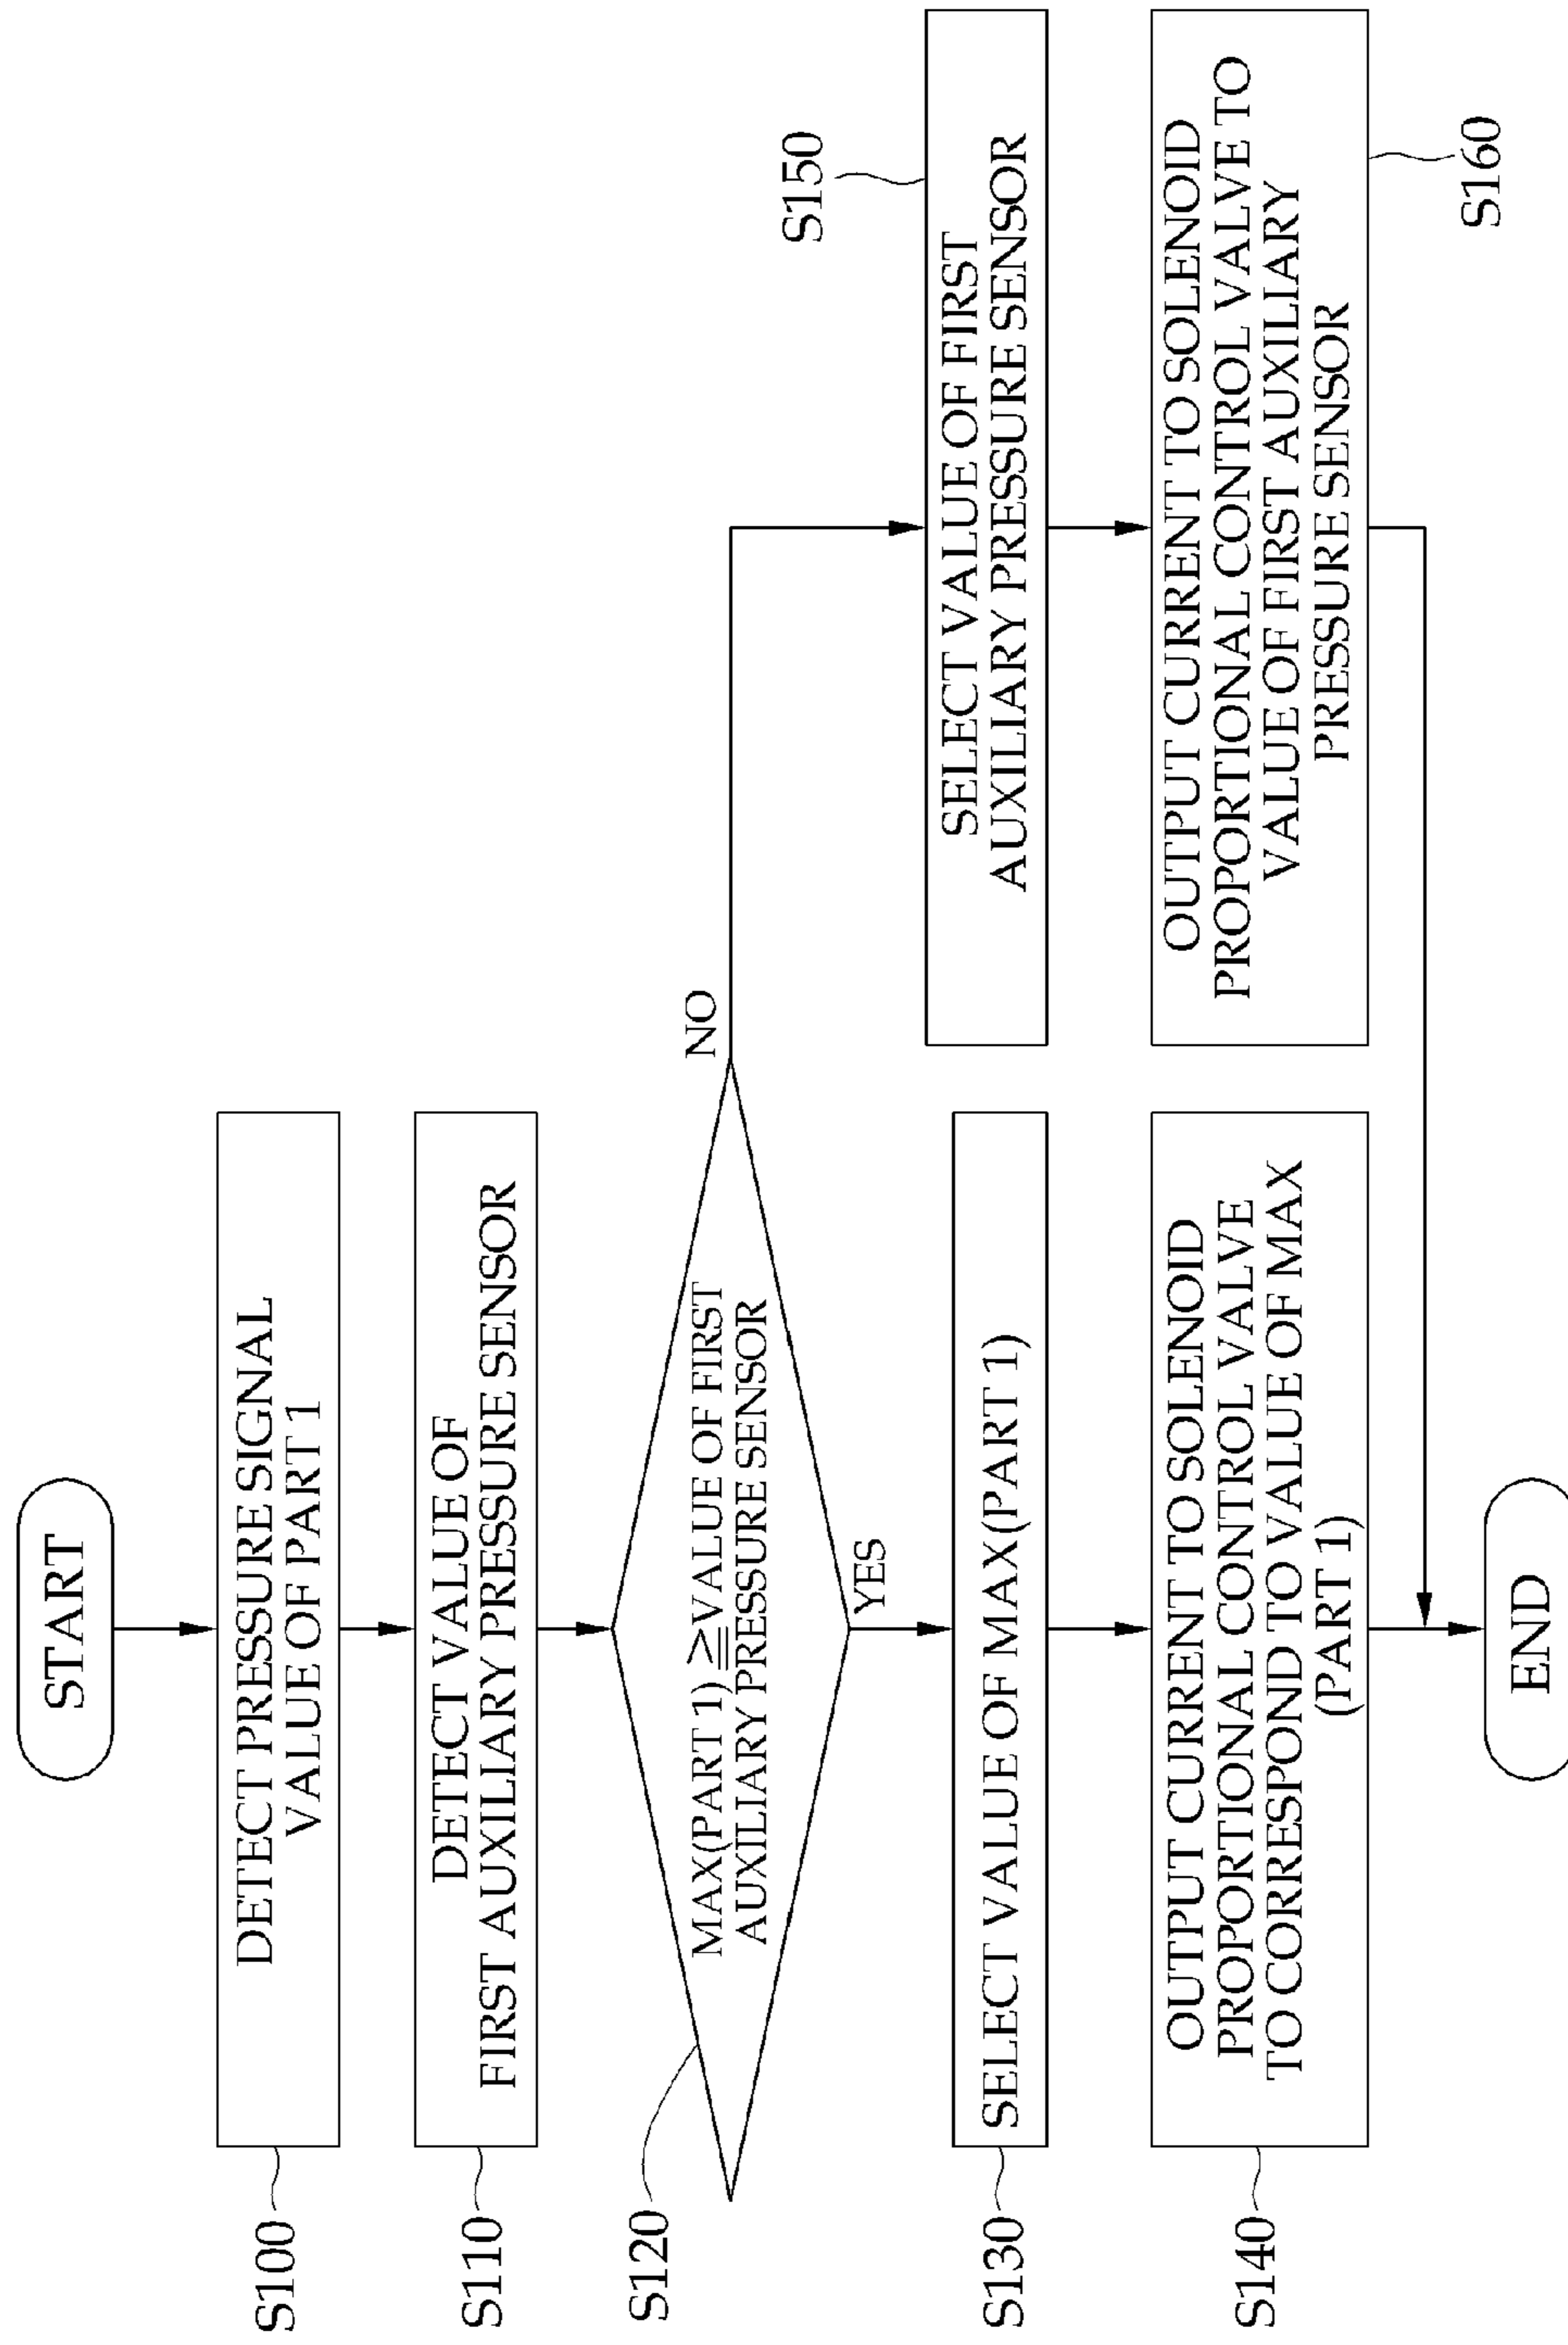 START
S100
DETECT PRESSURE SIGNAL
VALUE OF PART 1
S110
DETECT VALUE OF
FIRST AUXILIARY PRESSURE SENSOR
S120
MAX(PART 1) ≧ VALUE OF FIRST
AUXILIARY PRESSURE SENSOR
NO
YES
S130
SELECT VALUE OF MAX(PART 1)
S150
SELECT VALUE OF FIRST
AUXILIARY PRESSURE SENSOR
S140
OUTPUT CURRENT TO SOLENOID
PROPORTIONAL CONTROL VALVE
TO CORRESPOND TO VALUE OF MAX
(PART 1)
OUTPUT CURRENT TO SOLENOID
PROPORTIONAL CONTROL VALVE TO
VALUE OF FIRST AUXILIARY
PRESSURE SENSOR
S160
END